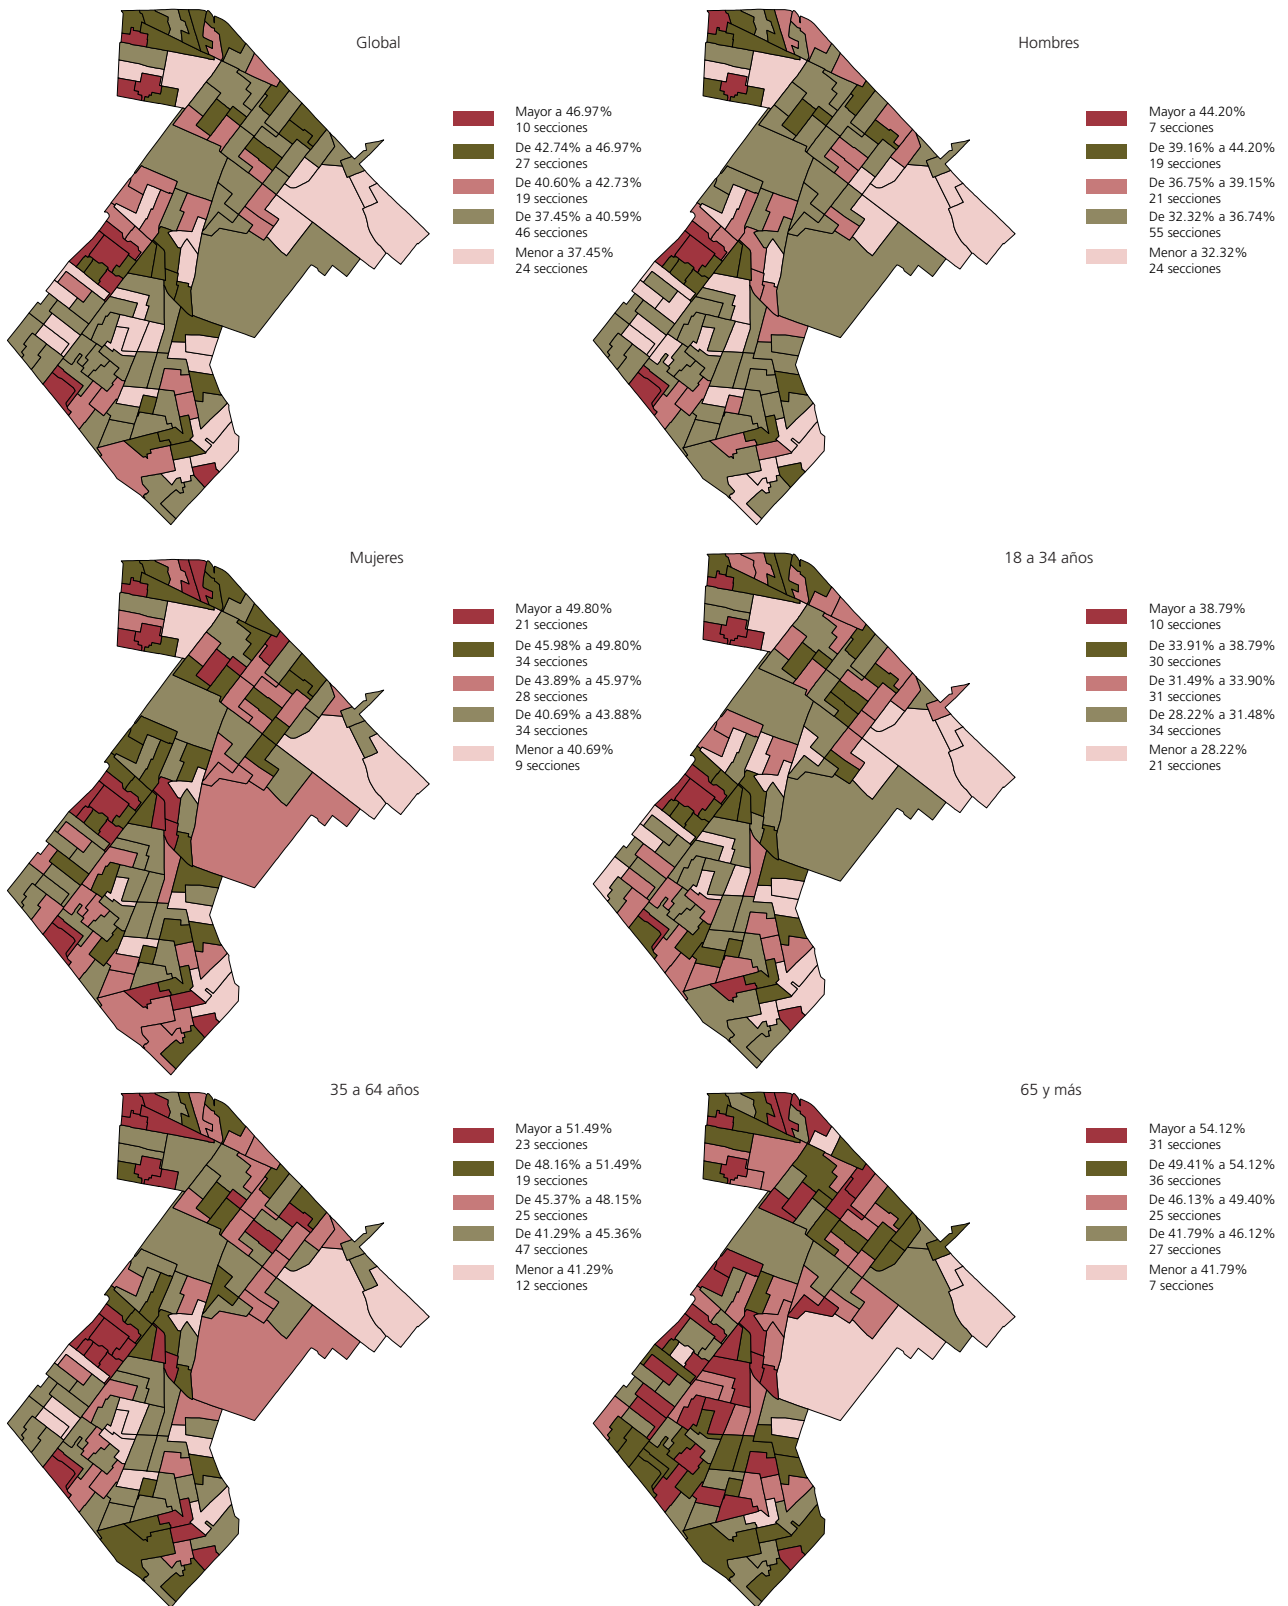 Global
Mayor a 46.97%
10 secciones
De 42.74% a 46.97%
27 secciones
De 40.60% a 42.73%
19 secciones
De 37.45% a 40.59%
46 secciones
Menor a 37.45%
24 secciones
Hombres
Mayor a 44.20%
7 secciones
De 39.16% a 44.20%
19 secciones
De 36.75% a 39.15%
21 secciones
De 32.32% a 36.74%
55 secciones
Menor a 32.32%
24 secciones
Mujeres
Mayor a 49.80%
21 secciones
De 45.98% a 49.80%
34 secciones
De 43.89% a 45.97%
28 secciones
De 40.69% a 43.88%
34 secciones
Menor a 40.69%
9 secciones
18 a 34 años
Mayor a 38.79%
10 secciones
De 33.91% a 38.79%
30 secciones
De 31.49% a 33.90%
31 secciones
De 28.22% a 31.48%
34 secciones
Menor a 28.22%
21 secciones
35 a 64 años
Mayor a 51.49%
23 secciones
De 48.16% a 51.49%
19 secciones
De 45.37% a 48.15%
25 secciones
De 41.29% a 45.36%
47 secciones
Menor a 41.29%
12 secciones
65 y más
Mayor a 54.12%
31 secciones
De 49.41% a 54.12%
36 secciones
De 46.13% a 49.40%
25 secciones
De 41.79% a 46.12%
27 secciones
Menor a 41.79%
7 secciones